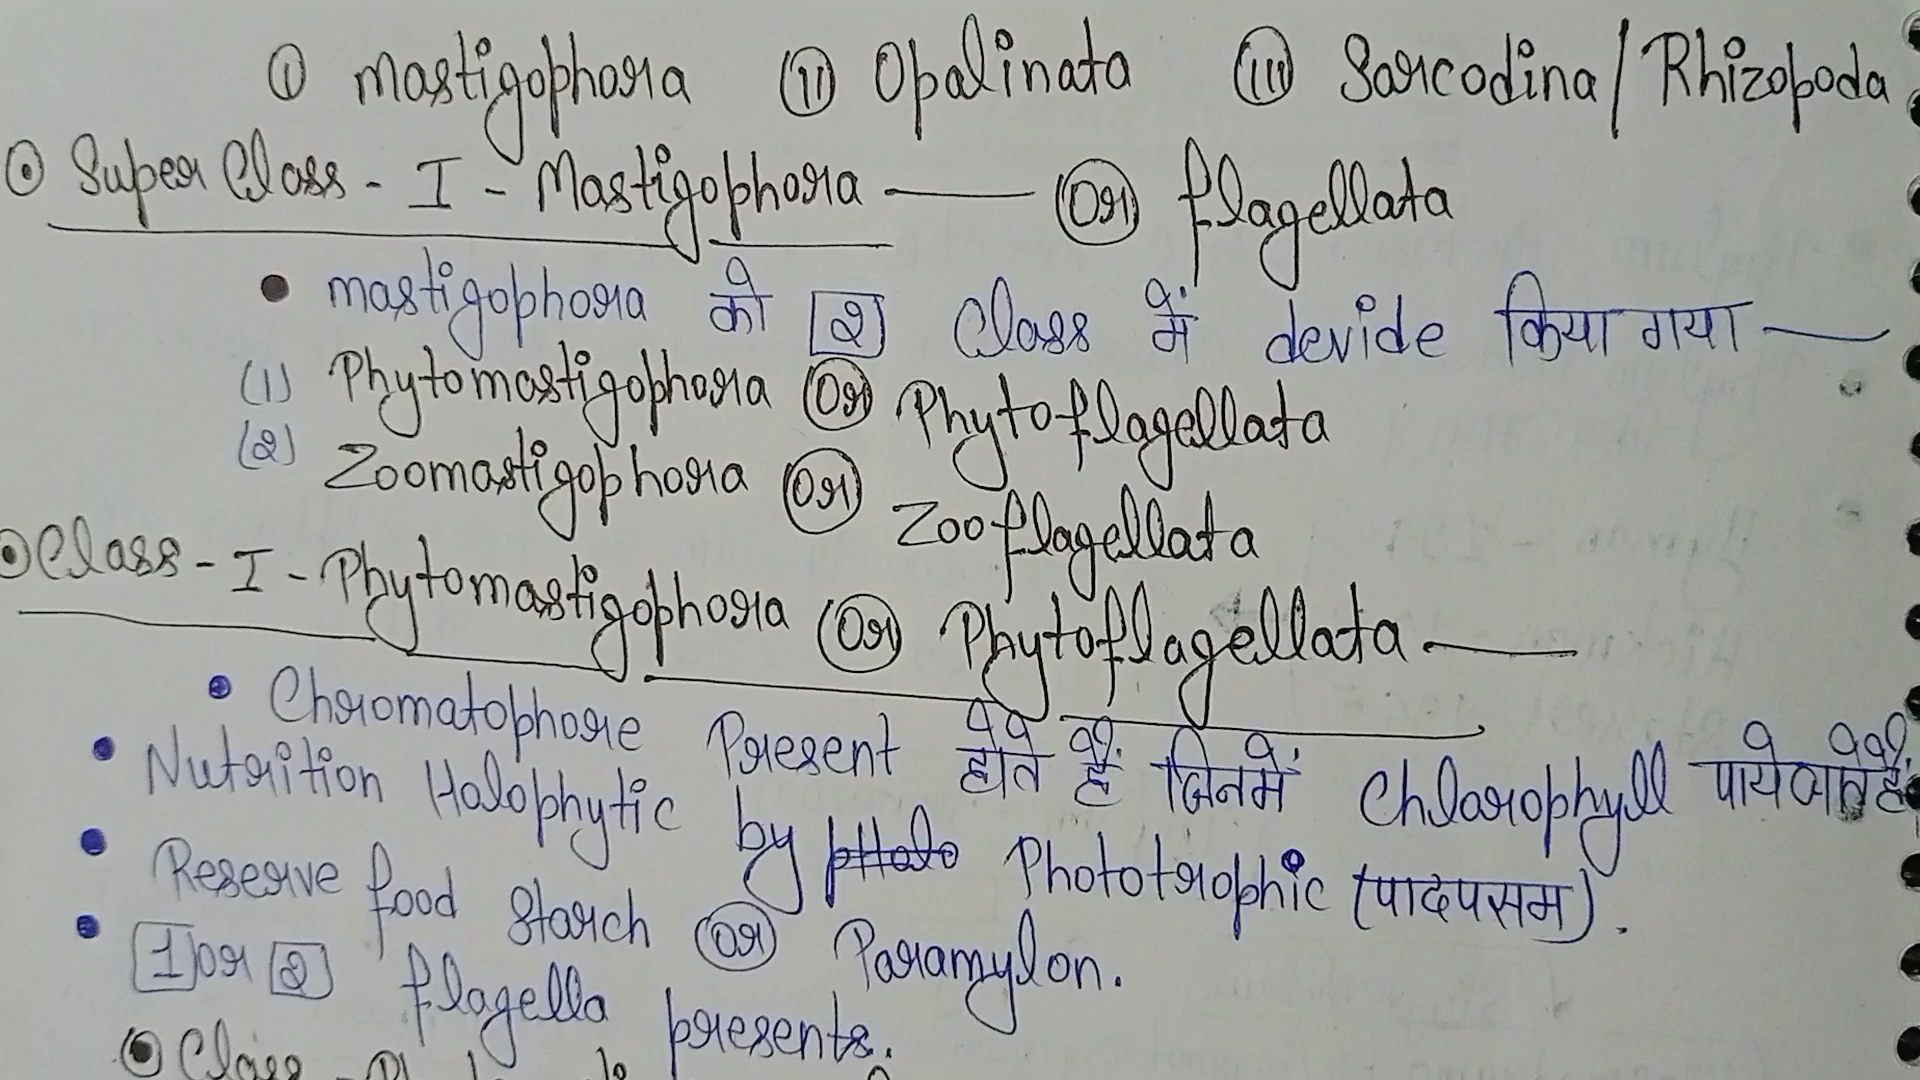 ① Mastigophora ⑪ Opalinata ⑩ Sarcodina / Rhizopoda
⊙ Super Class - I - Mastigophora — Or flagellata
• mastigophora को 2 Class में devide किया गया —
(1) Phytomastigophora Or Phytoflagellata
(2) Zoomastigophora Or Zooflagellata
⊙ Class - I - Phytomastigophora Or Phytoflagellata —
• Chromatophore Present होते हैं जिनमें Chlorophyll पाये जाते हैं
• Nutrition Holophytic by Phototrophic (पादपसम).
• Reserve food Starch Or Paramylon.
• 1 or 2 flagella presents.
⊙ Class -